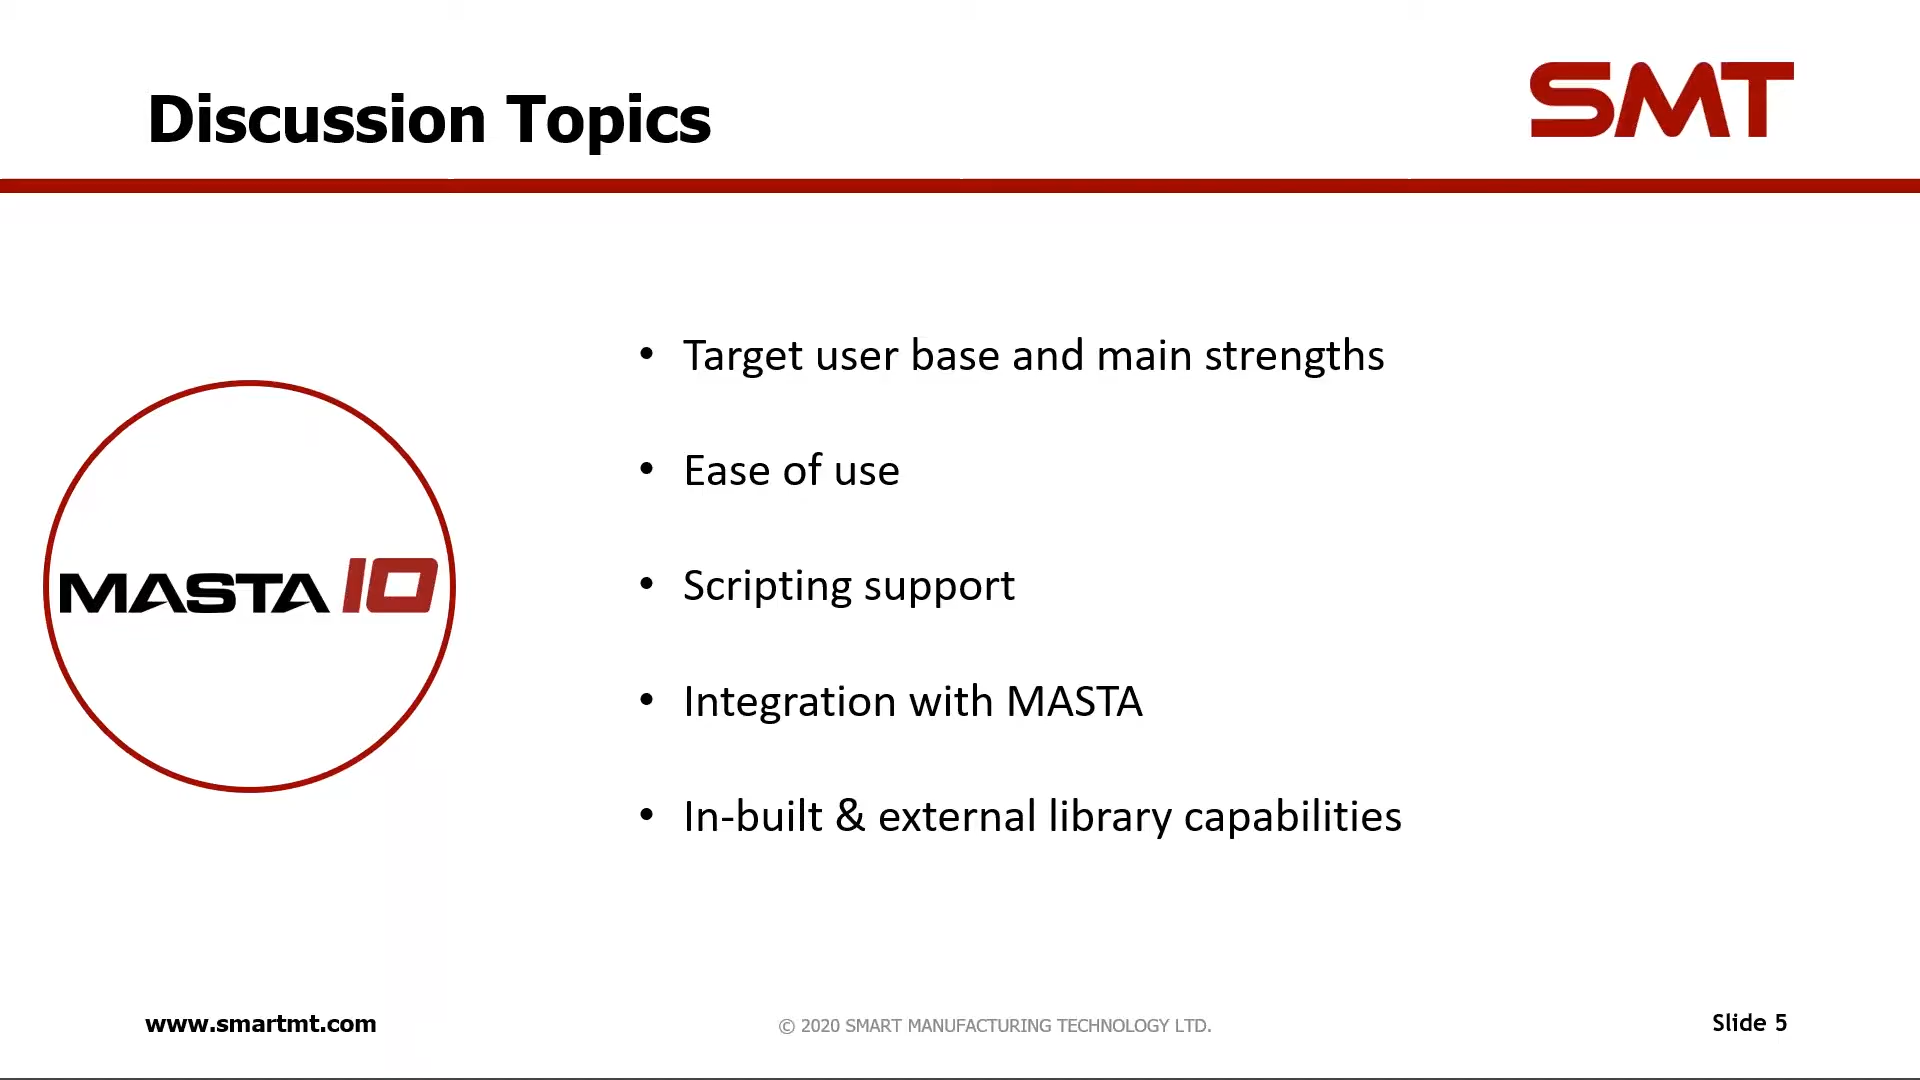 Discussion Topics
SMT
• Target user base and main strengths
• Ease of use
• Scripting support
MASTA 10
• Integration with MASTA
• In-built & external library capabilities
www.smartmt.com
© 2020 SMART MANUFACTURING TECHNOLOGY LTD.
Slide 5